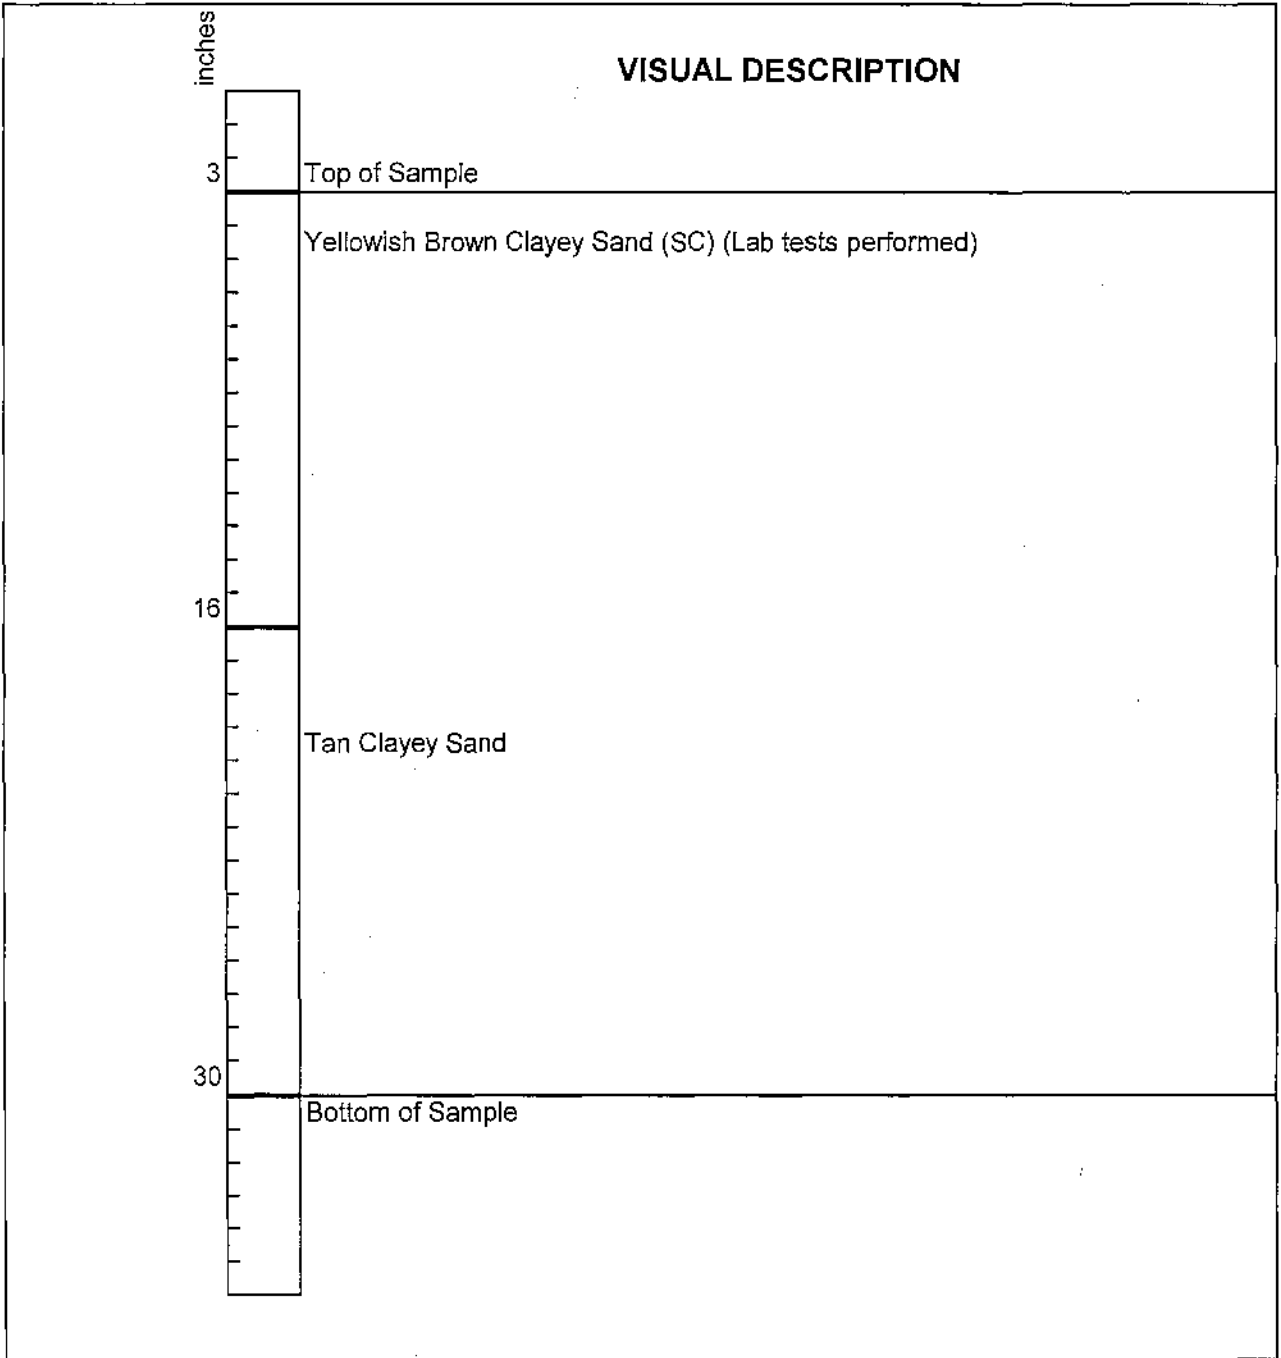 inches
VISUAL DESCRIPTION
3
Top of Sample
Yellowish Brown Clayey Sand (SC) (Lab tests performed)
16
Tan Clayey Sand
30
Bottom of Sample